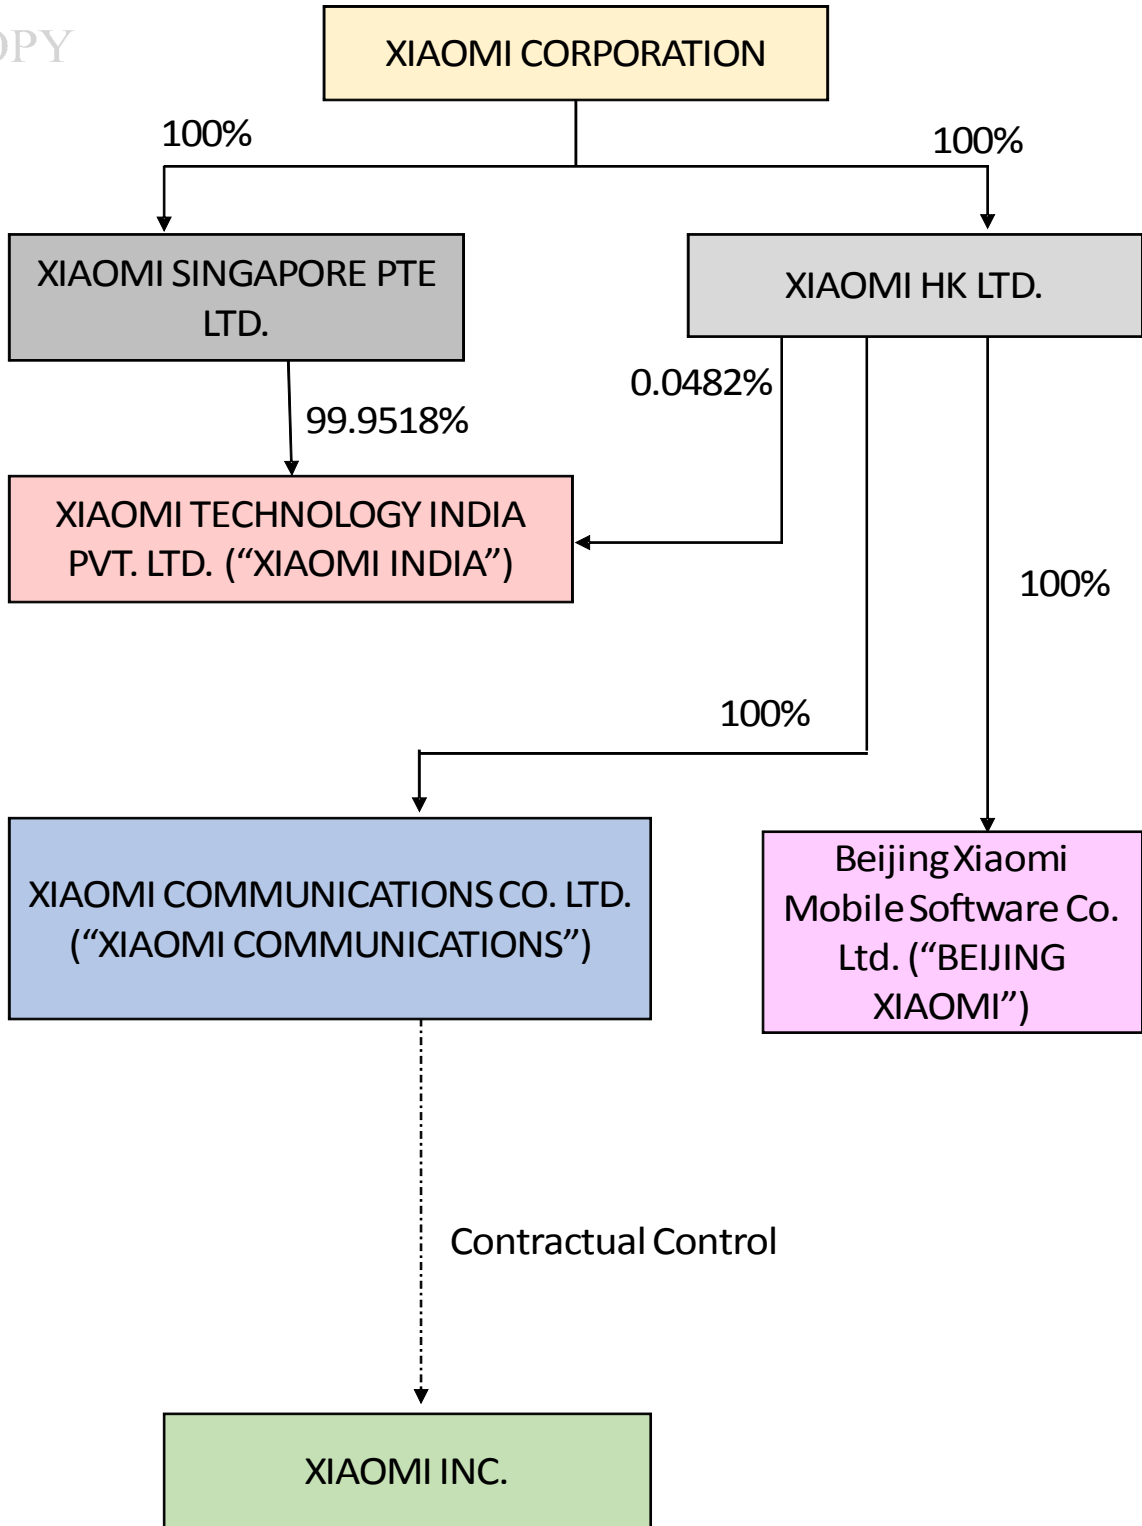 XIAOMI CORPORATION
100%
100%
XIAOMI SINGAPORE PTE
LTD.
XIAOMI HK LTD.
0.0482%
99.9518%
XIAOMI TECHNOLOGY INDIA
PVT. LTD. (“XIAOMI INDIA”)
100%
100%
XIAOMI COMMUNICATIONS CO. LTD.
(“XIAOMI COMMUNICATIONS”)
Beijing Xiaomi
Mobile Software Co.
Ltd. (“BEIJING
XIAOMI”)
Contractual Control
XIAOMI INC.